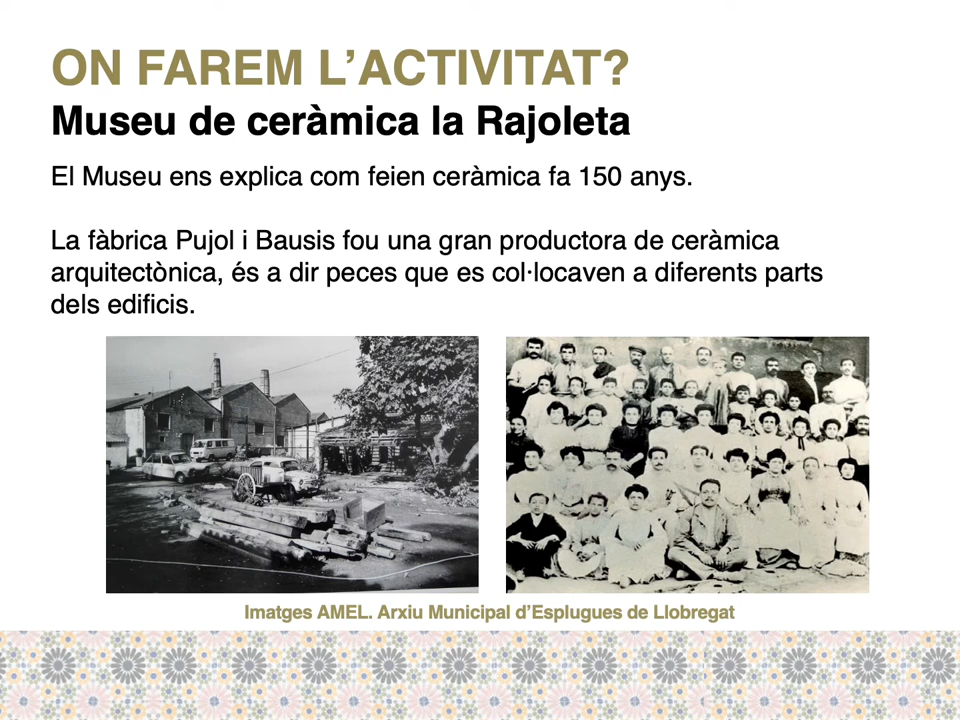 ON FAREM L’ACTIVITAT?
Museu de ceràmica la Rajoleta
El Museu ens explica com feien ceràmica fa 150 anys.
La fàbrica Pujol i Bausis fou una gran productora de ceràmica
arquitectònica, és a dir peces que es col·locaven a diferents parts
dels edificis.
Imatges AMEL. Arxiu Municipal d’Esplugues de Llobregat